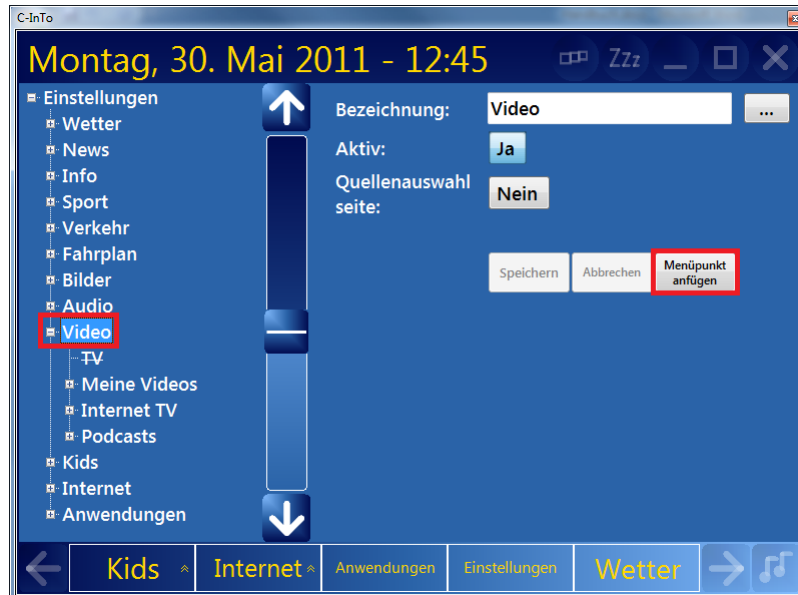 C-InTo
Montag, 30. Mai 2011 - 12:45
Zzz
Einstellungen
Wetter
News
Info
Sport
Verkehr
Fahrplan
Bilder
Audio
Video
TV
Meine Videos
Internet TV
Podcasts
Kids
Internet
Anwendungen
Bezeichnung:
Video
...
Aktiv:
Ja
Quellenauswahl
seite:
Nein
Speichern
Abbrechen
Menüpunkt
anfügen
Kids
Internet
Anwendungen
Einstellungen
Wetter